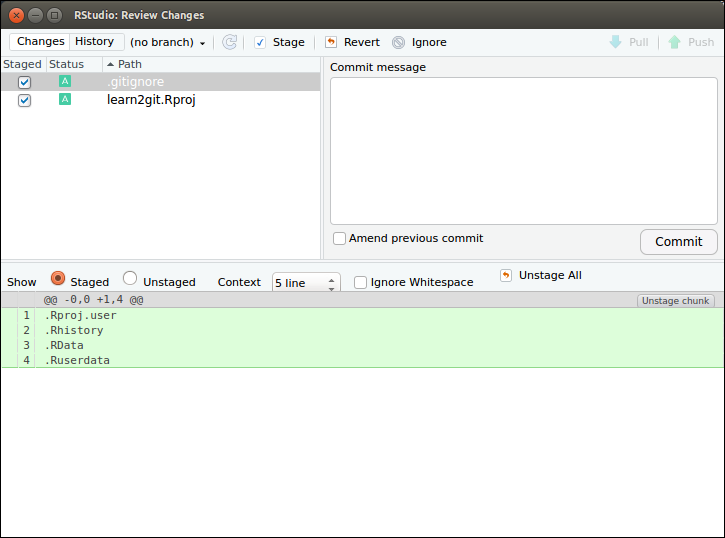 RStudio: Review Changes
Changes History (no branch) Stage Revert Ignore Pull Push
Staged Status Path
A .gitignore
A learn2git.Rproj
Commit message
Amend previous commit
Commit
Show Staged Unstaged Context 5 line Ignore Whitespace Unstage All
@@ -0,0 +1,4 @@ Unstage chunk
1 .Rproj.user
2 .Rhistory
3 .RData
4 .Ruserdata